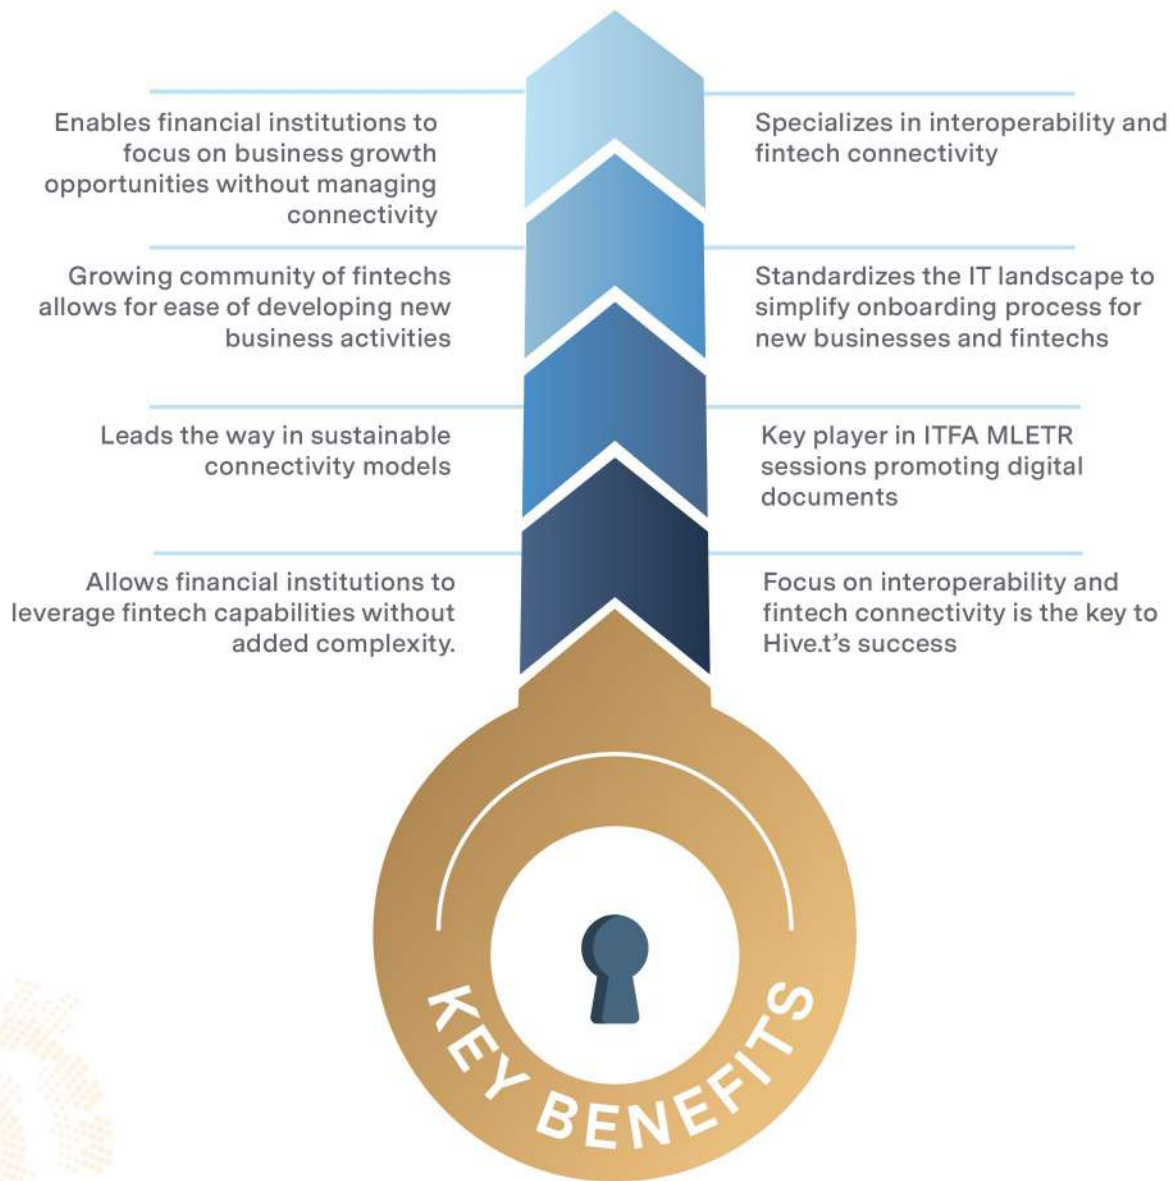 Enables financial institutions to
focus on business growth
opportunities without managing
connectivity
Specializes in interoperability and
fintech connectivity
Growing community of fintechs
allows for ease of developing new
business activities
Standardizes the IT landscape to
simplify onboarding process for
new businesses and fintechs
Leads the way in sustainable
connectivity models
Key player in ITFA MLETR
sessions promoting digital
documents
Allows financial institutions to
leverage fintech capabilities without
added complexity.
Focus on interoperability and
fintech connectivity is the key to
Hive.t’s success
KEY BENEFITS